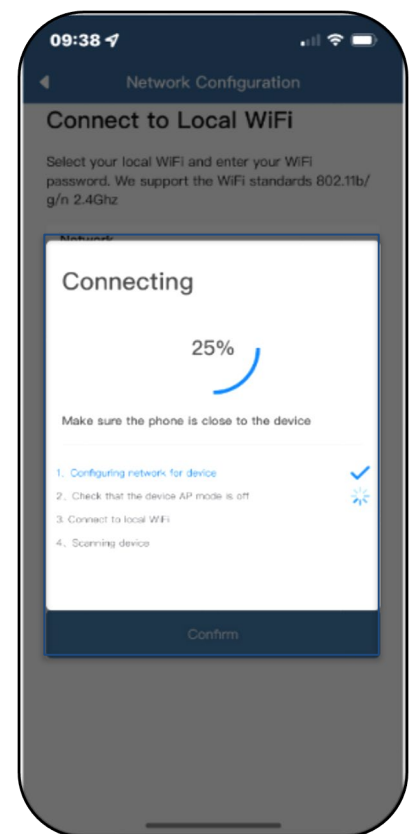 09:38
Network Configuration
Connect to Local WiFi
Select your local WiFi and enter your WiFi
password. We support the WiFi standards 802.11b/
g/n 2.4Ghz
Network
Connecting
25%
Make sure the phone is close to the device
1. Configuring network for device
2. Check that the device AP mode is off
3. Connect to local WiFi
4. Scanning device
Confirm